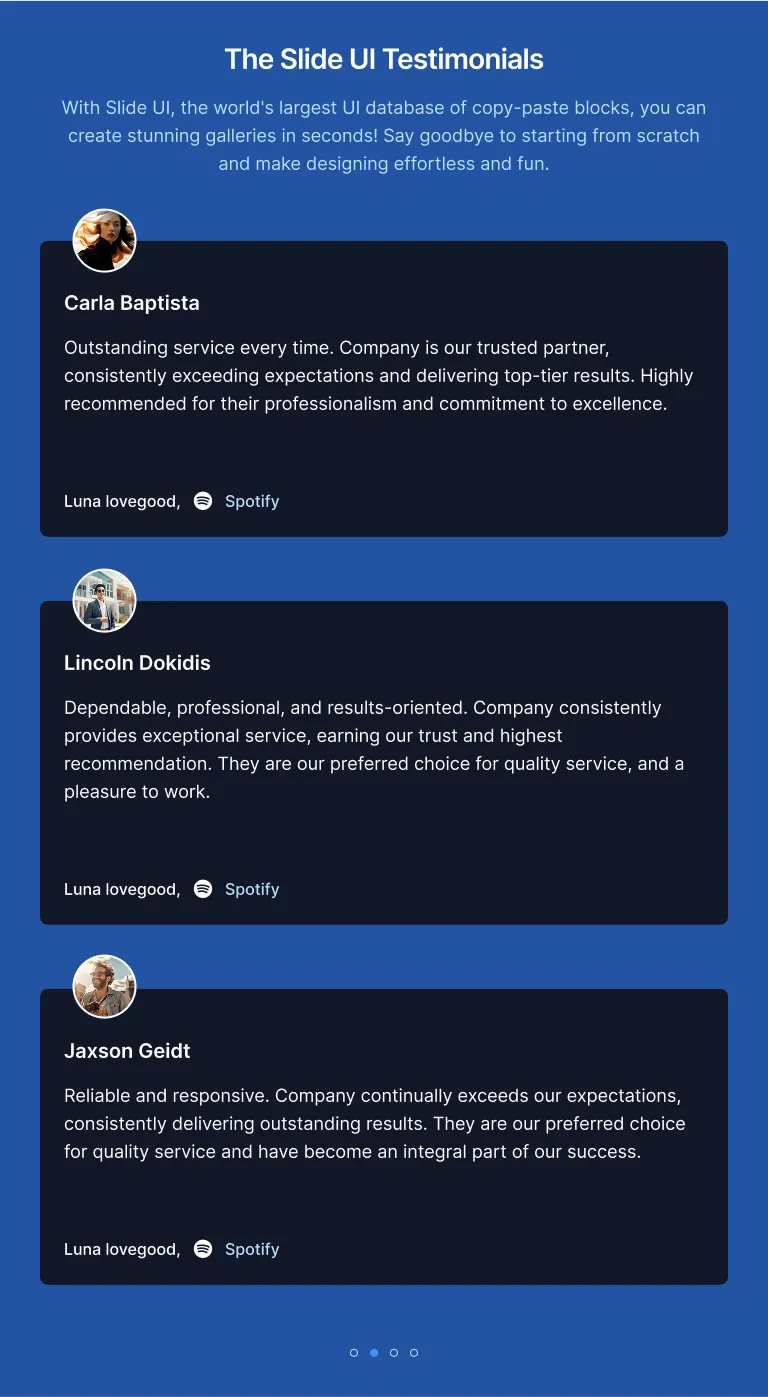 The Slide UI Testimonials
With Slide UI, the world's largest UI database of copy-paste blocks, you can
create stunning galleries in seconds! Say goodbye to starting from scratch
and make designing effortless and fun.
Carla Baptista
Outstanding service every time. Company is our trusted partner,
consistently exceeding expectations and delivering top-tier results. Highly
recommended for their professionalism and commitment to excellence.
Luna lovegood, Spotify
Lincoln Dokidis
Dependable, professional, and results-oriented. Company consistently
provides exceptional service, earning our trust and highest
recommendation. They are our preferred choice for quality service, and a
pleasure to work.
Luna lovegood, Spotify
Jaxson Geidt
Reliable and responsive. Company continually exceeds our expectations,
consistently delivering outstanding results. They are our preferred choice
for quality service and have become an integral part of our success.
Luna lovegood, Spotify